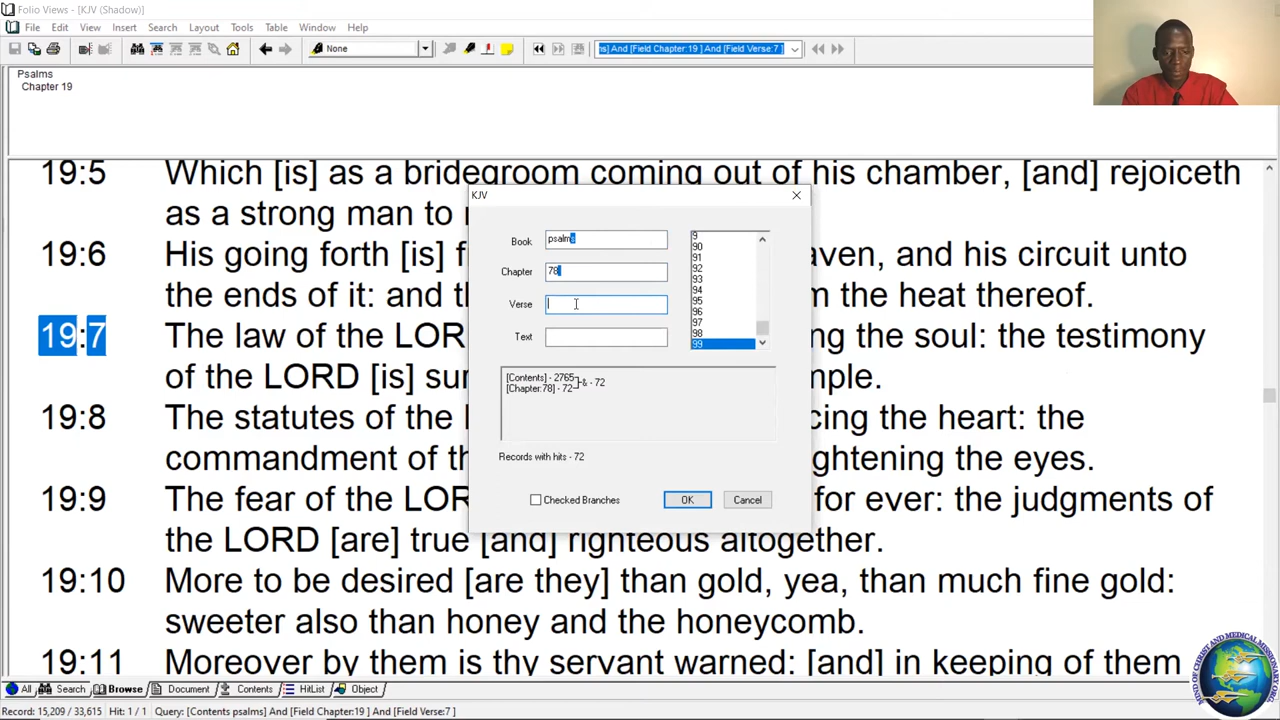 Folio Views - [KJV (Shadow)]
File Edit View Insert Search Layout Tools Table Window Help
None
s] And [Field Chapter:19 ] And [Field Verse:7 ]
Psalms
Chapter 19
19:5 Which [is] as a bridegroom coming out of his chamber, [and] rejoiceth
as a strong man to
19:6 His going forth [is] aven, and his circuit unto
the ends of it: and m the heat thereof.
19:7 The law of the LOR ng the soul: the testimony
of the LORD [is] sur mple.
19:8 The statutes of the cing the heart: the
commandment of th ghtening the eyes.
19:9 The fear of the LOR for ever: the judgments of
the LORD [are] true [and] righteous altogether.
19:10 More to be desired [are they] than gold, yea, than much fine gold:
sweeter also than honey and the honeycomb.
19:11 Moreover by them is thy servant warned: [and] in keeping of them
KJV
Book psalms
Chapter 78
Verse
Text
9
90
91
92
93
94
95
96
97
98
99
[Contents] - 2765
[Chapter:78] - 72
& - 72
Records with hits - 72
Checked Branches OK Cancel
All Search Browse Document Contents HitList Object
Record: 15,209 / 33,615 Hit: 1 / 1 Query: [Contents psalms] And [Field Chapter:19 ] And [Field Verse:7 ]